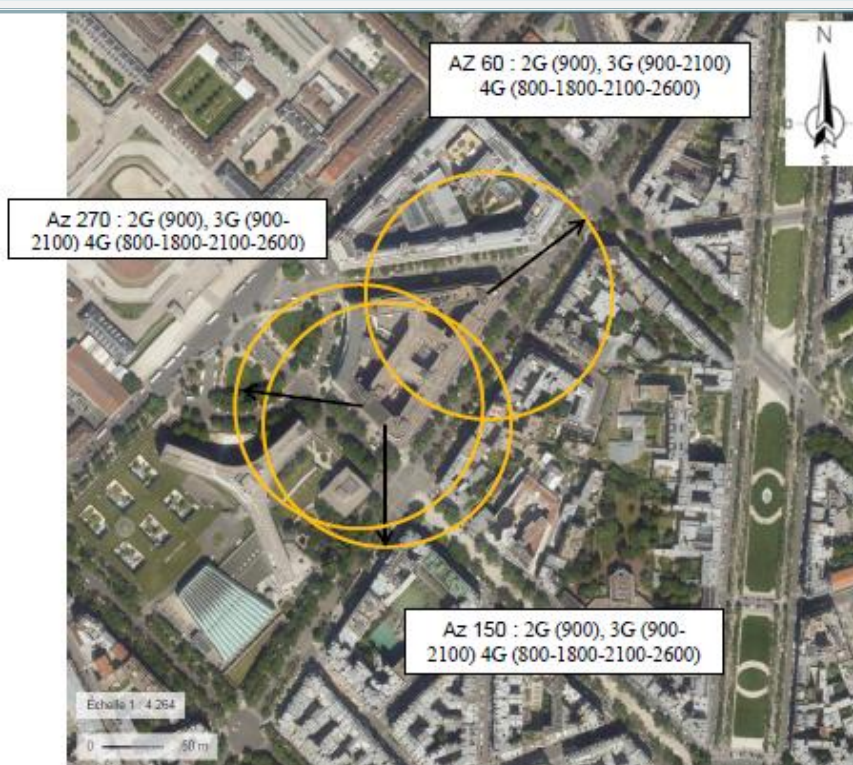 AZ 60 : 2G (900), 3G (900-2100)
4G (800-1800-2100-2600)
N
S
Az 270 : 2G (900), 3G (900-
2100) 4G (800-1800-2100-2600)
Az 150 : 2G (900), 3G (900-
2100) 4G (800-1800-2100-2600)
Echelle 1 : 4 264
0 50 m